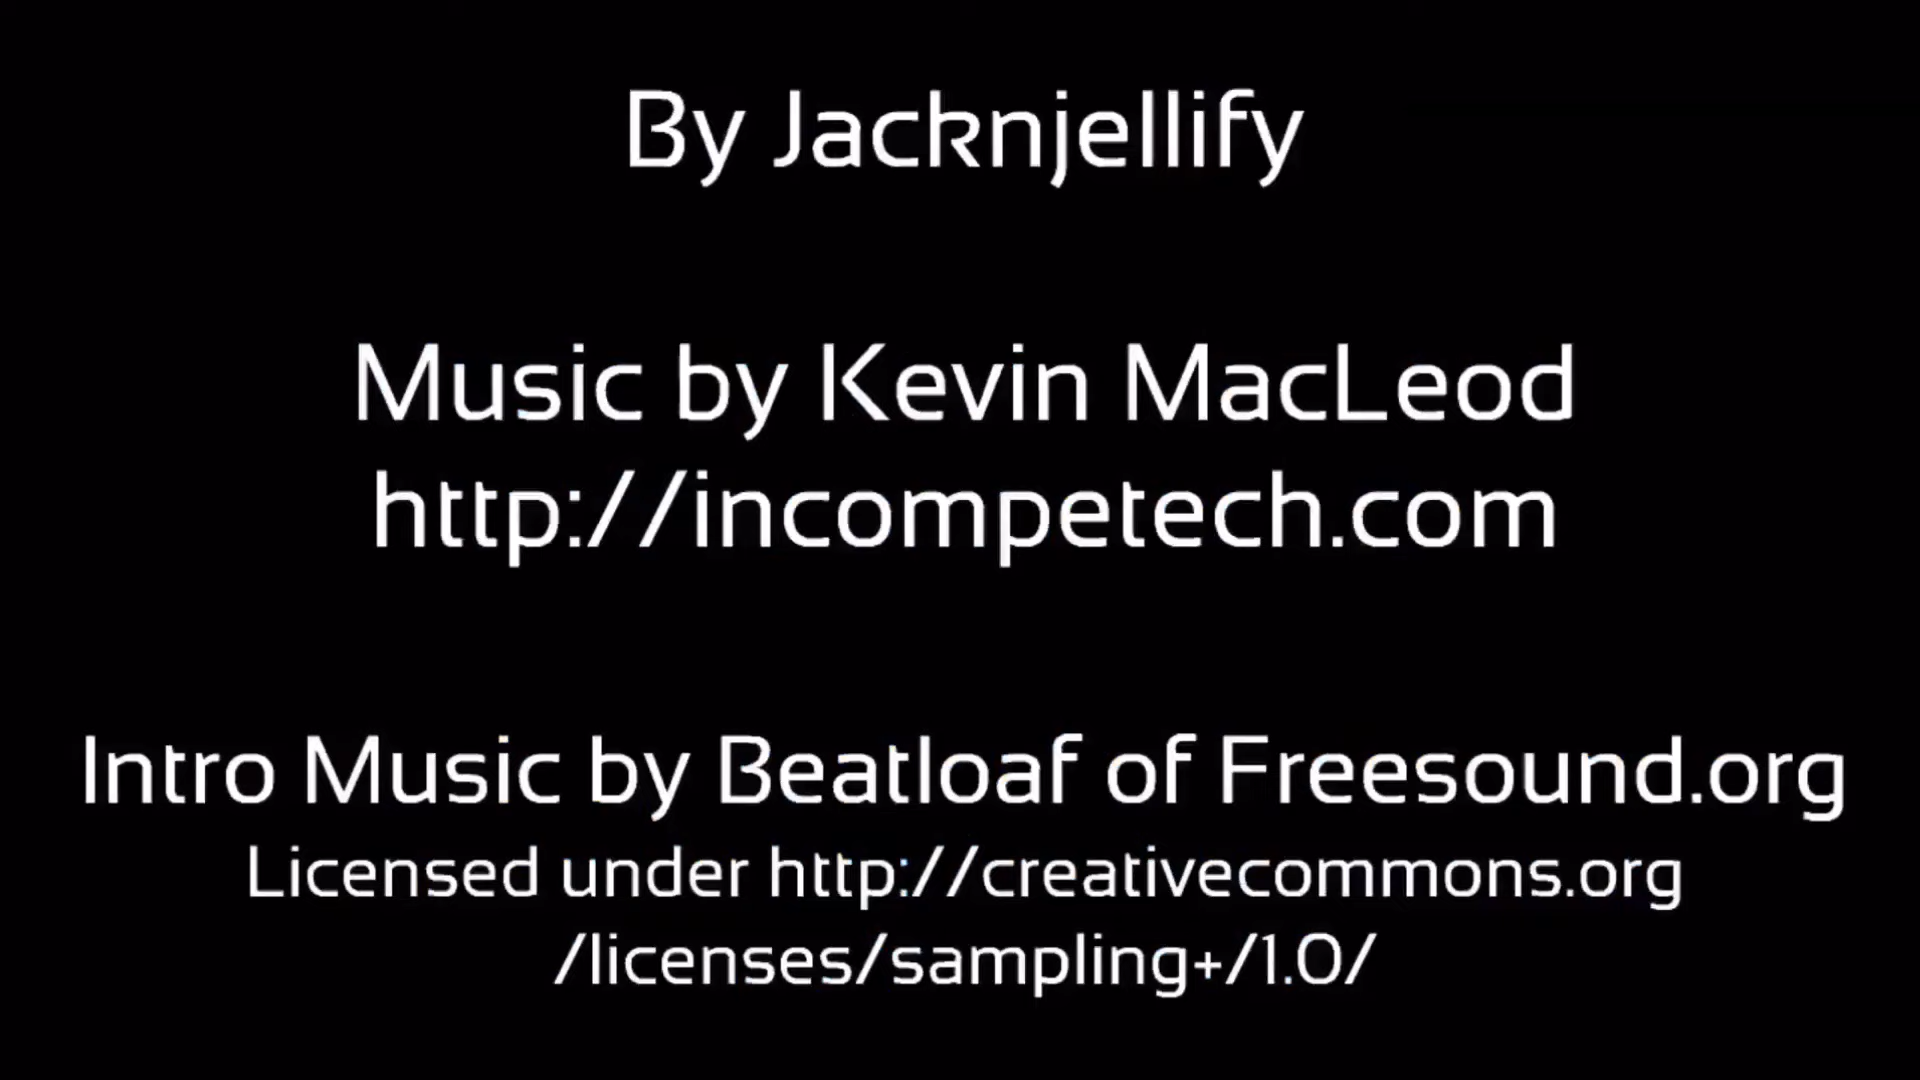 By Jacknjellify
Music by Kevin MacLeod
http://incompetech.com
Intro Music by Beatloaf of Freesound.org
Licensed under http://creativecommons.org
/licenses/sampling+/1.0/